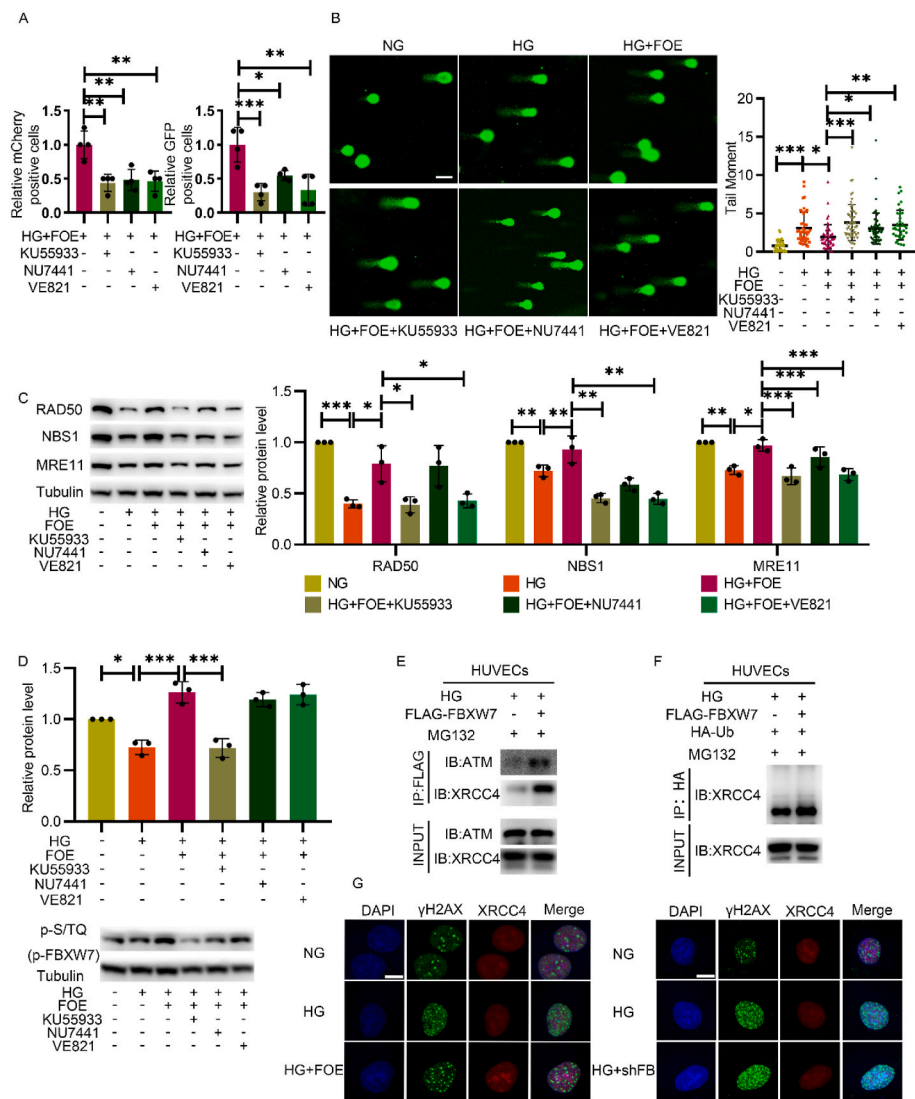 A
B
NG HG HG+FOE
** 
**
**
**
*
***
Relative mCherry
positive cells
1.5
1.0
0.5
0.0
Relative GFP
positive cells
1.5
1.0
0.5
0.0
HG+FOE + + + +
KU55933 - + - -
NU7441 - - + -
VE821 - - - +
HG+FOE + + + +
KU55933 - + - -
NU7441 - - + -
VE821 - - - +
HG+FOE+KU55933 HG+FOE+NU7441 HG+FOE+VE821
**
*
***
*** *
Tail Moment
20
15
10
5
0
HG - + + + + +
FOE - - + + + +
KU55933 - - - + - -
NU7441 - - - - + -
VE821 - - - - - +
C
RAD50
NBS1
MRE11
Tubulin
HG - + + + + +
FOE - - + + + +
KU55933 - - - + - -
NU7441 - - - - + -
VE821 - - - - - +
Relative protein level
1.5
1.0
0.5
0.0
*
*** * *
**
** ** **
***
***
** * ***
RAD50 NBS1 MRE11
NG HG HG+FOE
HG+FOE+KU55933 HG+FOE+NU7441 HG+FOE+VE821
D
Relative protein level
1.5
1.0
0.5
0.0
* *** ***
HG - + + + + +
FOE - - + + + +
KU55933 - - - + - -
NU7441 - - - - + -
VE821 - - - - - +
p-S/TQ
(p-FBXW7)
Tubulin
HG - + + + + +
FOE - - + + + +
KU55933 - - - + - -
NU7441 - - - - + -
VE821 - - - - - +
E
HUVECs
HG + +
FLAG-FBXW7 - +
MG132 + +
IP:FLAG
IB:ATM
IB:XRCC4
INPUT
IB:ATM
IB:XRCC4
F
HUVECs
HG + +
FLAG-FBXW7 - +
HA-Ub + +
MG132 + +
IP: HA
IB:XRCC4
INPUT
IB:XRCC4
G
DAPI γH2AX XRCC4 Merge
NG
HG
HG+FOE
DAPI γH2AX XRCC4 Merge
NG
HG
HG+shFB